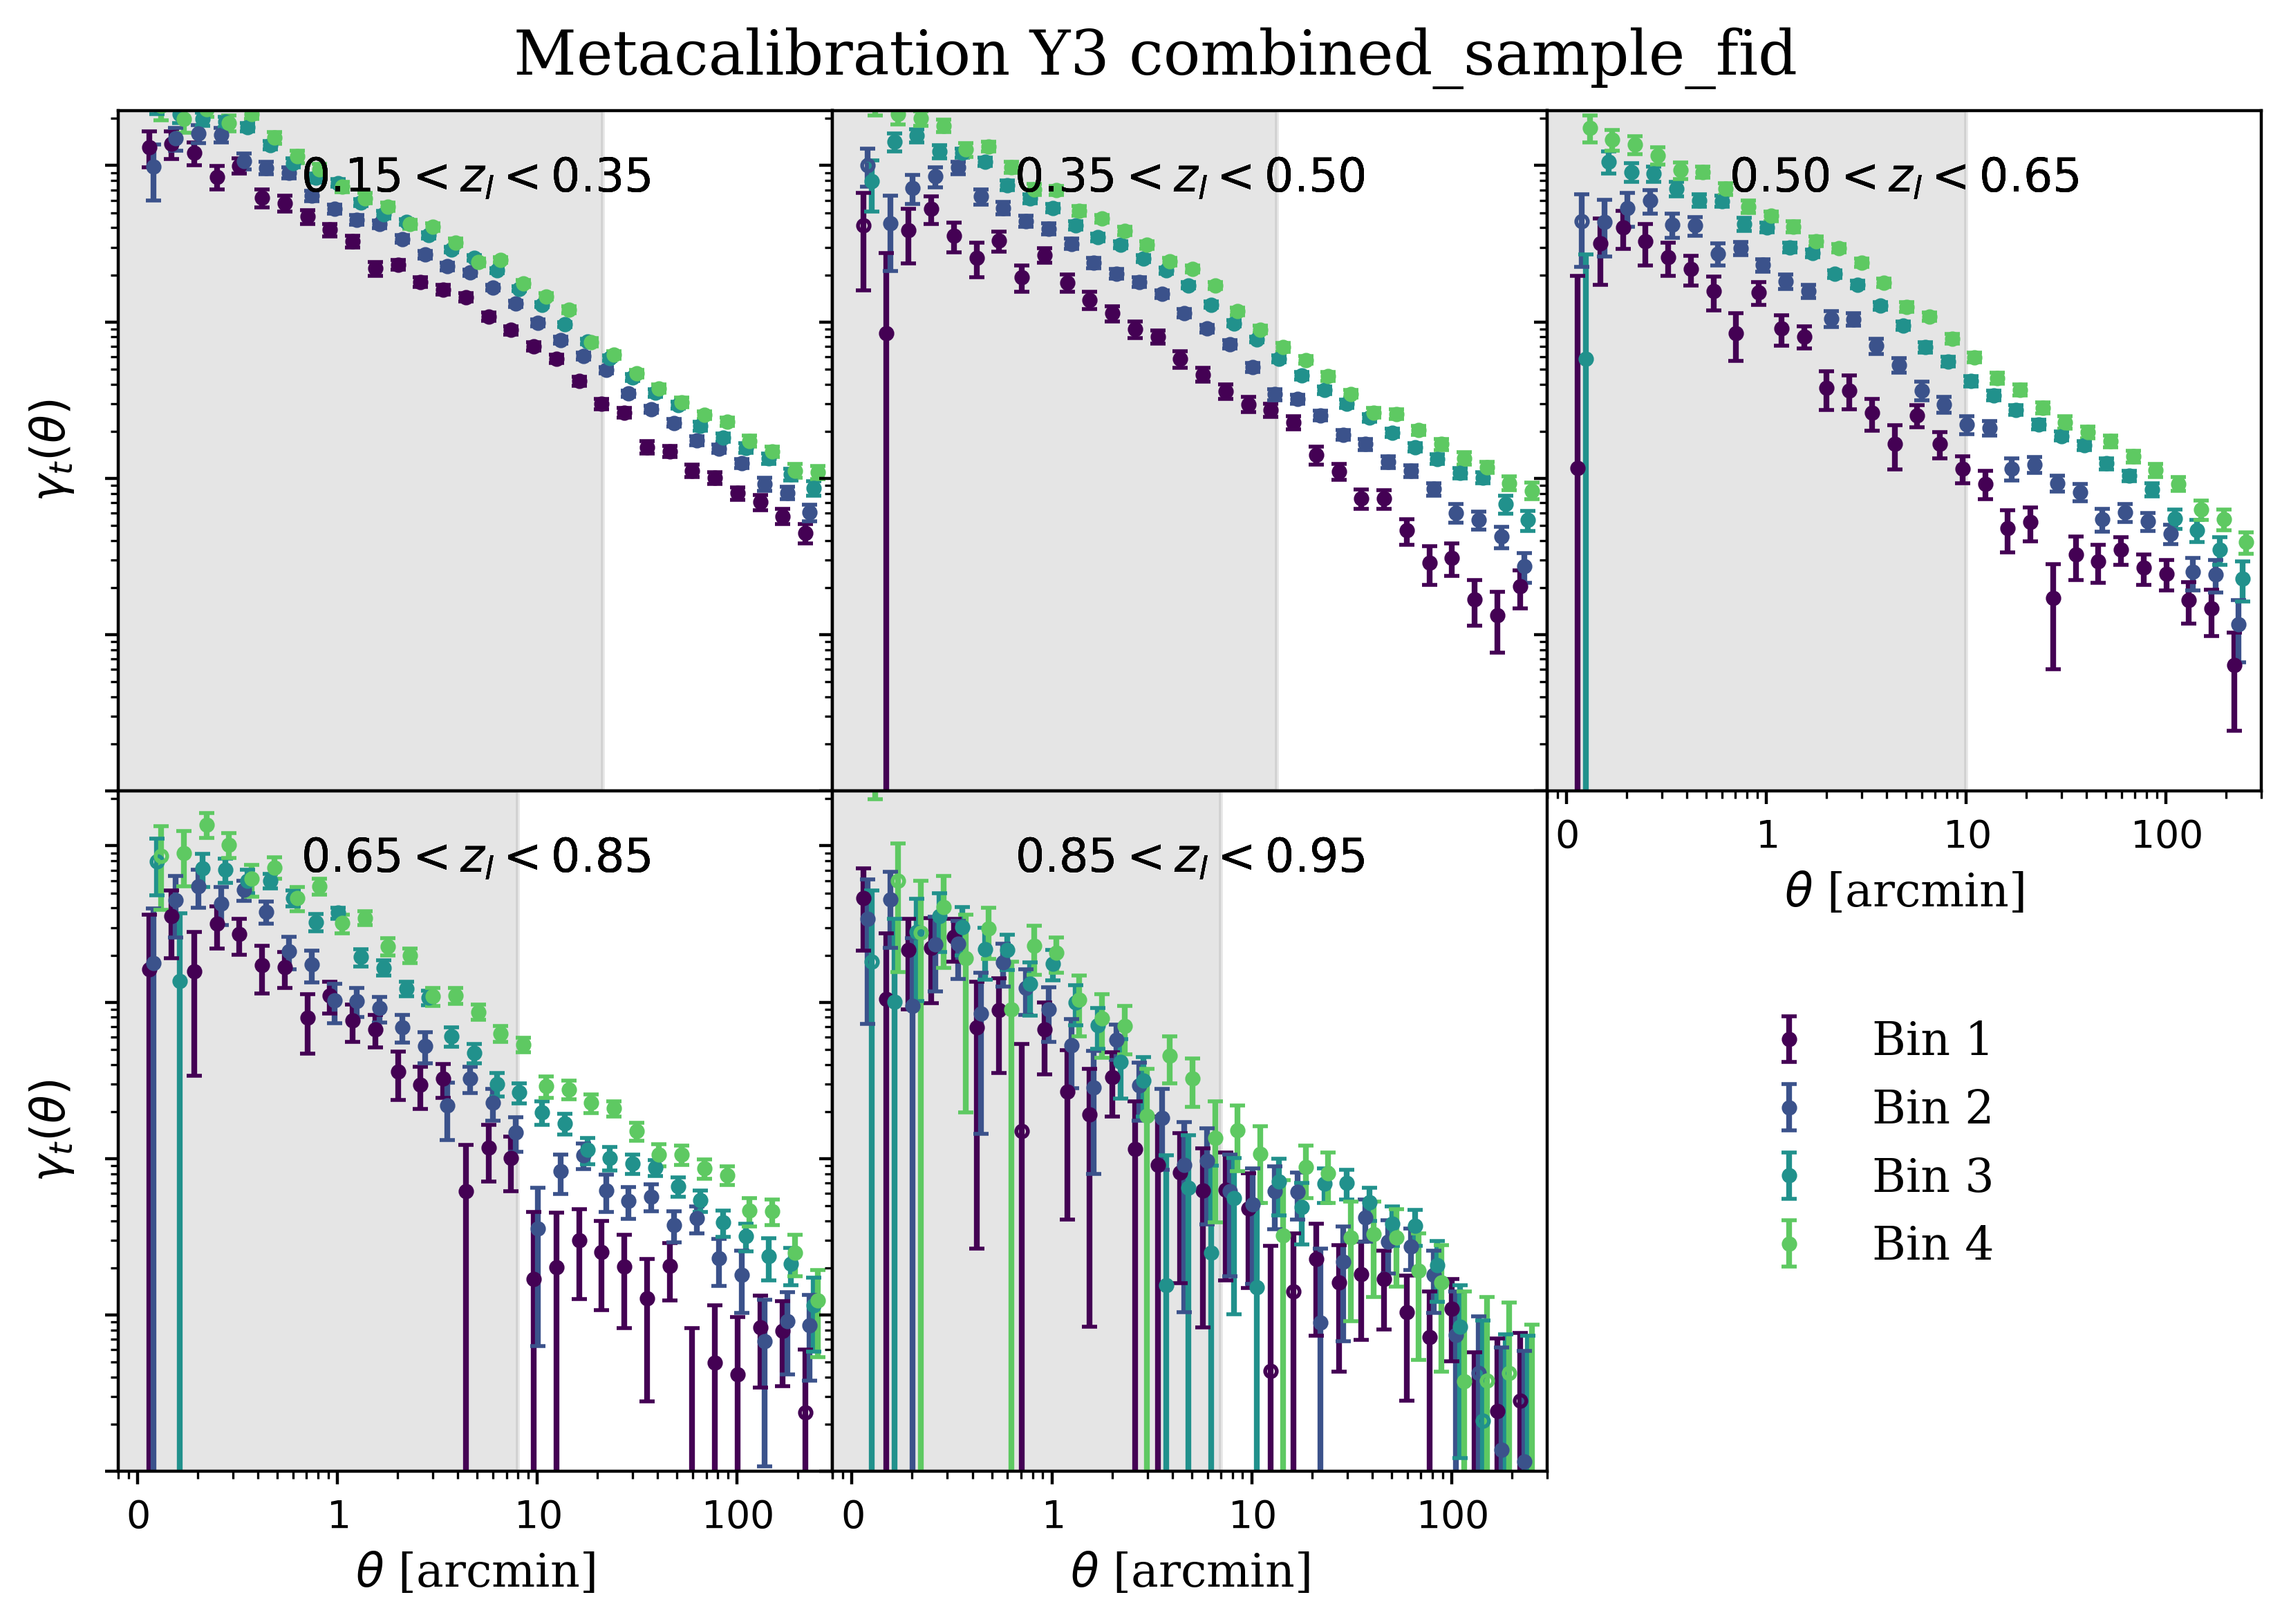 Metacalibration Y3 combined_sample_fid
0.15 < z_l < 0.35
0.35 < z_l < 0.50
0.50 < z_l < 0.65
γ_t(θ)
0 1 10 100
θ [arcmin]
0.65 < z_l < 0.85
0.85 < z_l < 0.95
γ_t(θ)
Bin 1
Bin 2
Bin 3
Bin 4
0 1 10 100
0 1 10 100
θ [arcmin]
θ [arcmin]